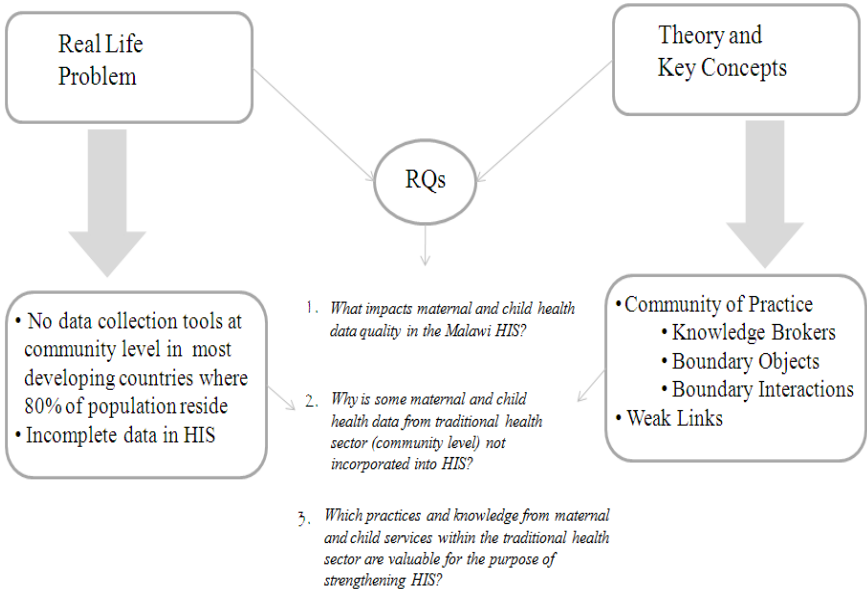 Real Life
Problem
Theory and
Key Concepts
RQs
• No data collection tools at
community level in most
developing countries where
80% of population reside
• Incomplete data in HIS
1. What impacts maternal and child health
data quality in the Malawi HIS?
2. Why is some maternal and child
health data from traditional health
sector (community level) not
incorporated into HIS?
3. Which practices and knowledge from maternal
and child services within the traditional health
sector are valuable for the purpose of
strengthening HIS?
• Community of Practice
• Knowledge Brokers
• Boundary Objects
• Boundary Interactions
• Weak Links